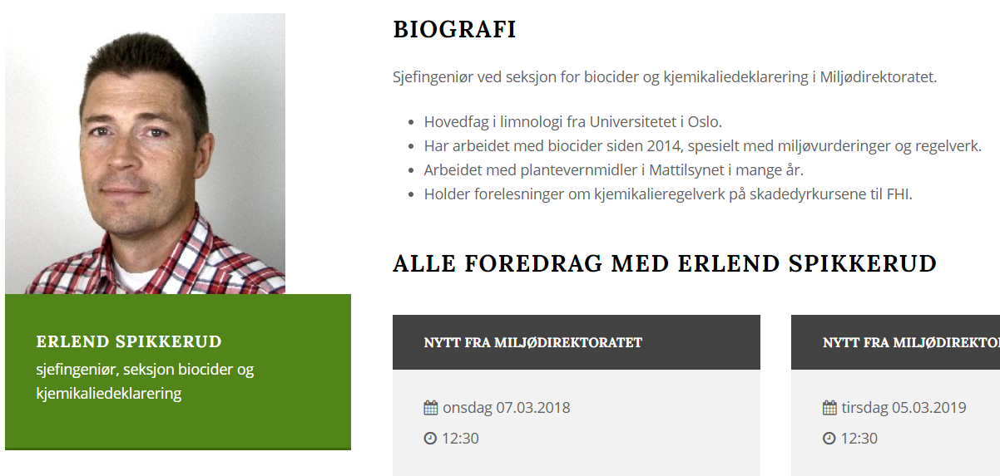 BIOGRAFI
Sjefingeniør ved seksjon for biocider og kjemikaliedeklarering i Miljødirektoratet.
Hovedfag i limnologi fra Universitetet i Oslo.
Har arbeidet med biocider siden 2014, spesielt med miljøvurderinger og regelverk.
Arbeidet med plantevernmidler i Mattilsynet i mange år.
Holder forelesninger om kjemikalieregelverk på skadedyrkursene til FHI.
ERLEND SPIKKERUD
sjefingeniør, seksjon biocider og
kjemikaliedeklarering
ALLE FOREDRAG MED ERLEND SPIKKERUD
NYTT FRA MILJØDIREKTORATET
onsdag 07.03.2018
12:30
NYTT FRA
tirsdag 05.03.2019
12:30